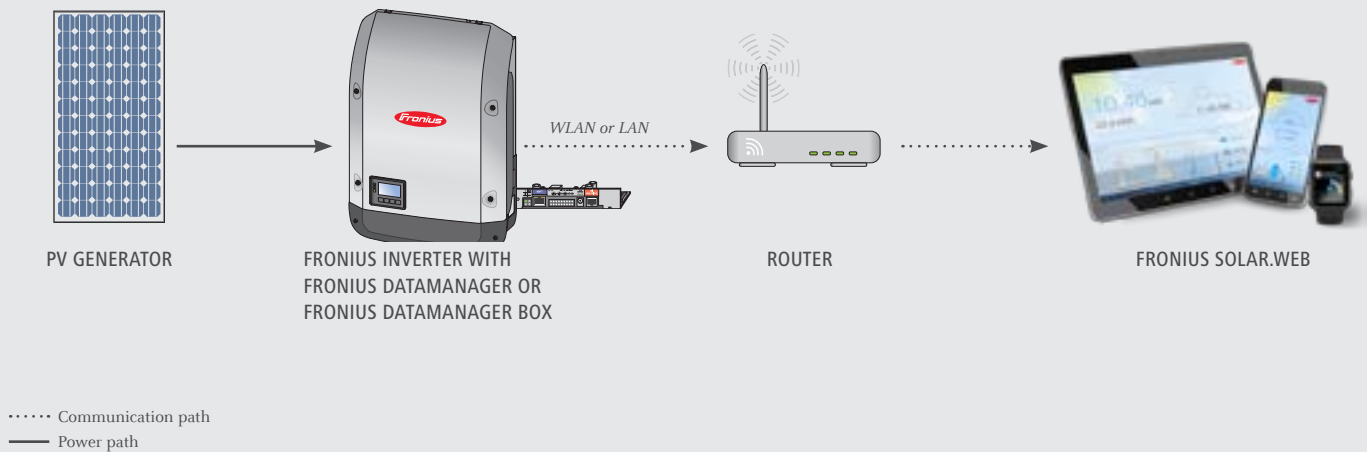 Fronius
WLAN or LAN
PV GENERATOR
FRONIUS INVERTER WITH
FRONIUS DATAMANAGER OR
FRONIUS DATAMANAGER BOX
ROUTER
FRONIUS SOLAR.WEB
Communication path
Power path